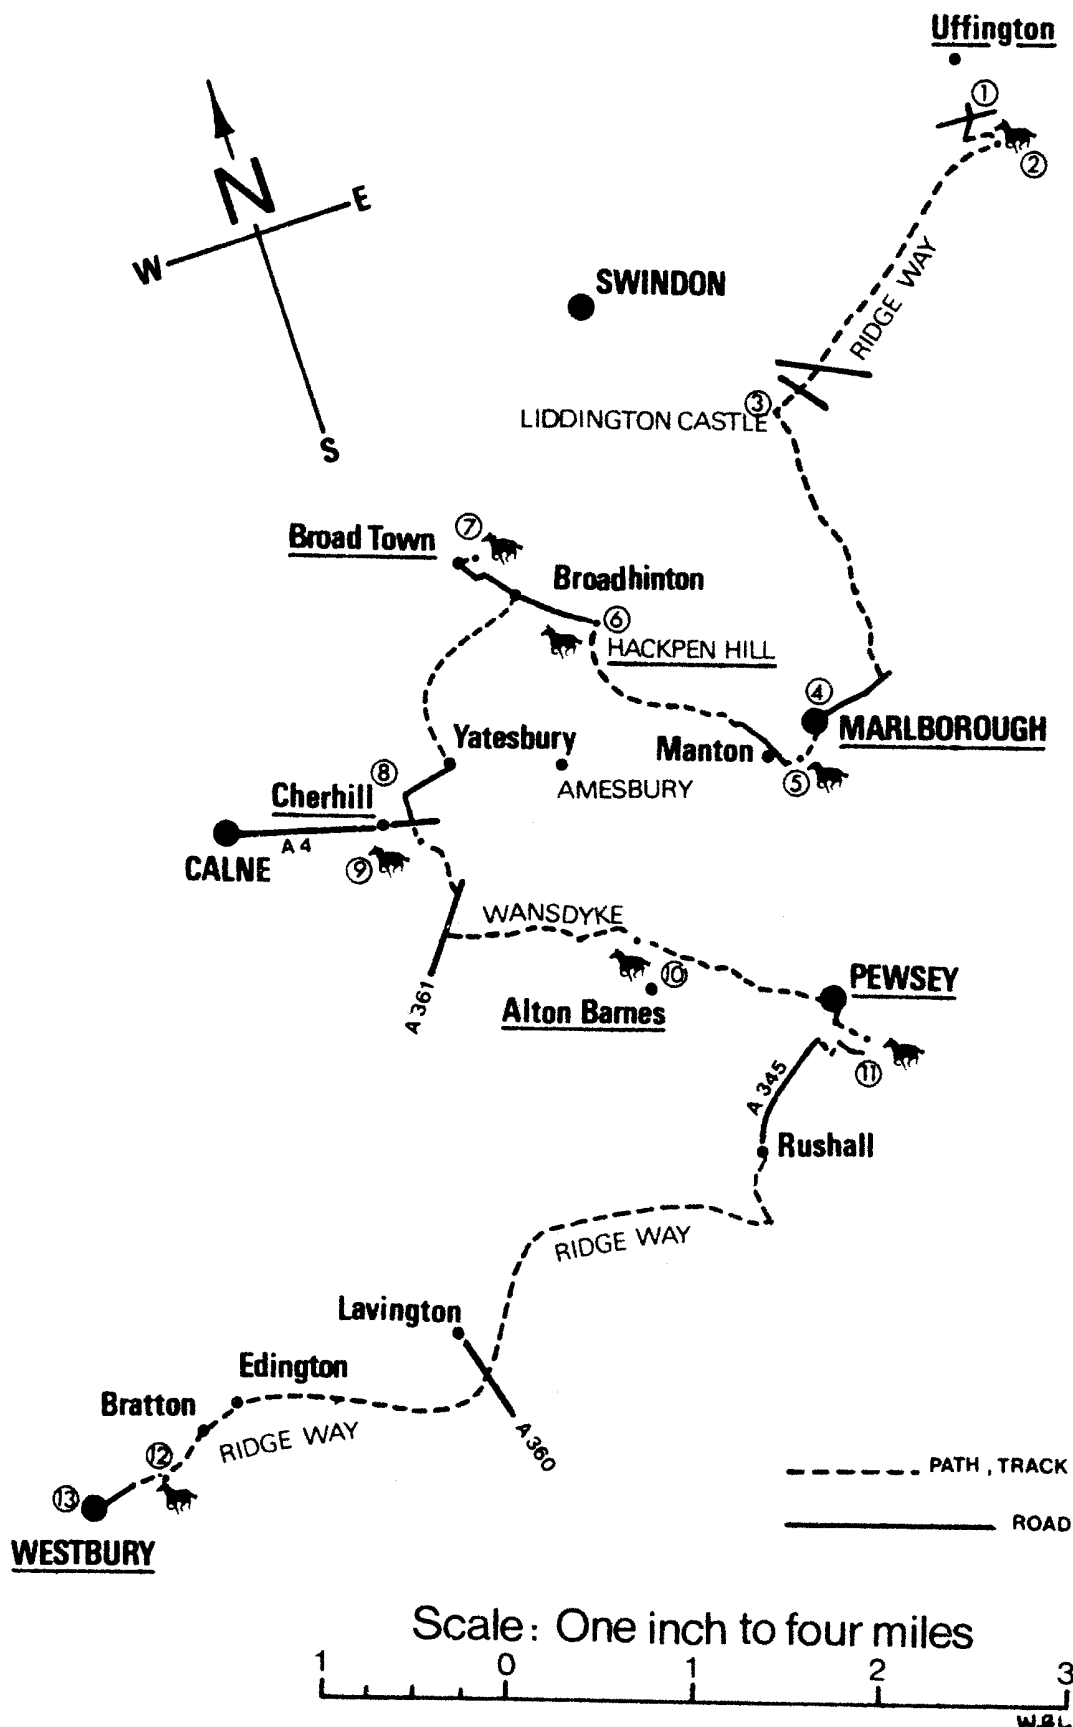 Uffington
1
2
N
E
W
S
SWINDON
RIDGE WAY
3
LIDDINGTON CASTLE
7
Broad Town
Broadhinton
6
HACKPEN HILL
4
MARLBOROUGH
Manton
5
Yatesbury
AMESBURY
8
Cherhill
A4
CALNE
9
WANSDYKE
A 361
10
Alton Barnes
PEWSEY
11
A 345
Rushall
RIDGE WAY
Lavington
Edington
Bratton
RIDGE WAY
A360
12
13
WESTBURY
PATH, TRACK
ROAD
Scale: One inch to four miles
1 0 1 2 3
W.B.L.